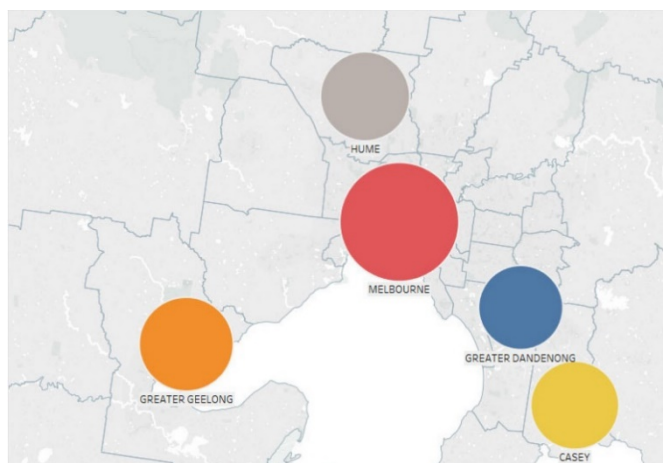 HUME
MELBOURNE
GREATER DANDENONG
GREATER GEELONG
CASEY